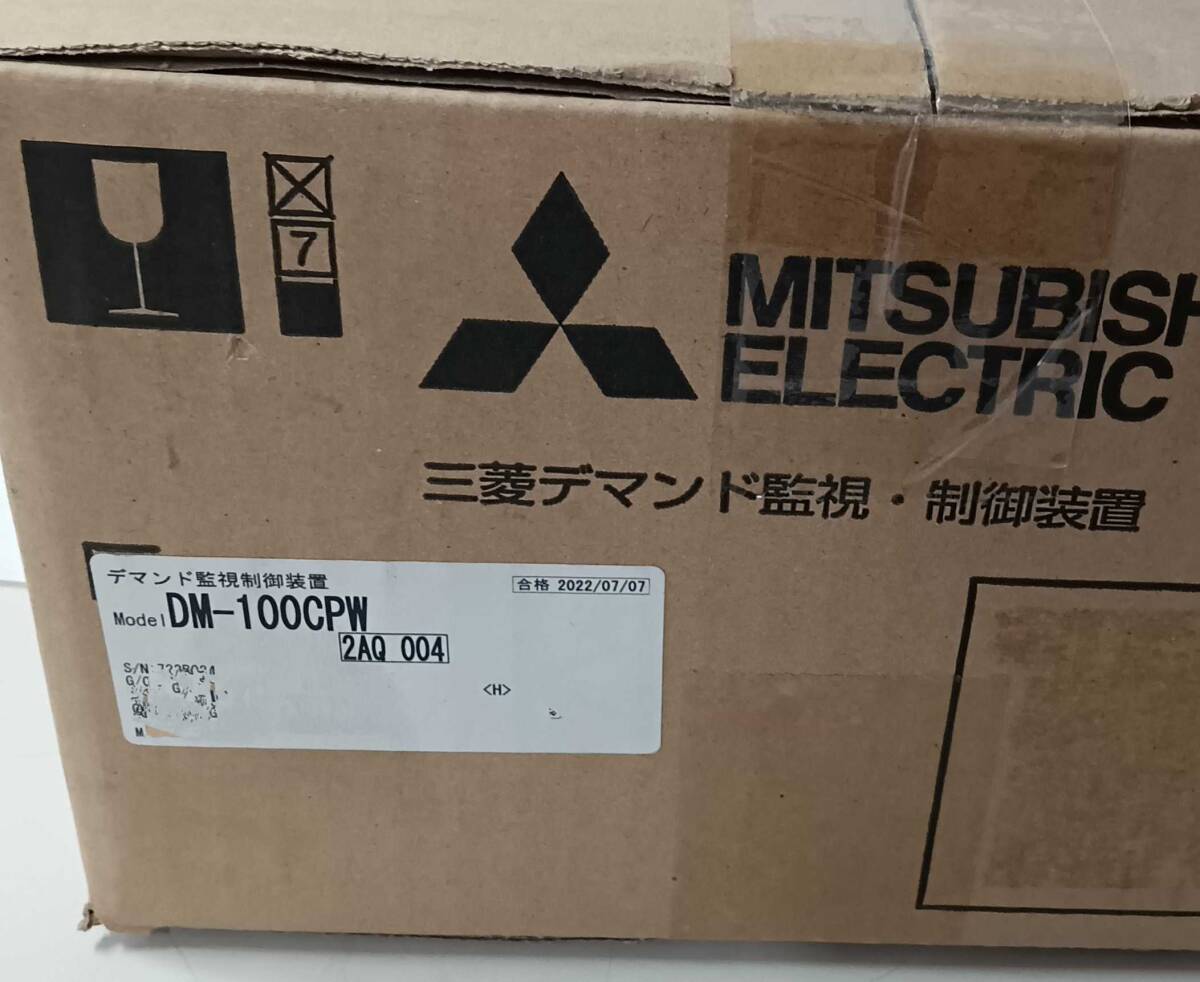 7
MITSUBISH
ELECTRIC
三菱デマンド監視・制御装置
デマンド監視制御装置
合格 2022/07/07
Model DM-100CPW
2AQ 004
S/N:
G/O
G
<H>
M